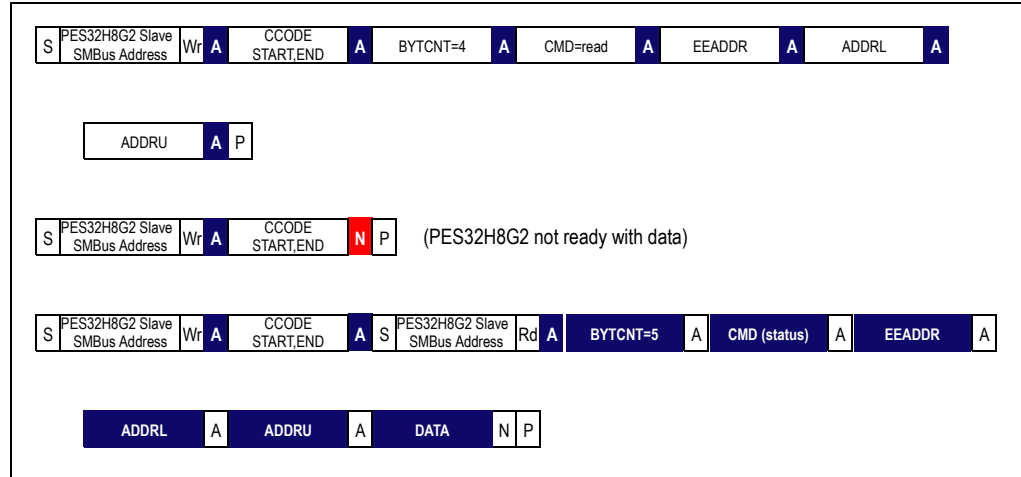 S PES32H8G2 Slave SMBus Address Wr A CCODE START,END A BYTCNT=4 A CMD=read A EEADDR A ADDRL A
ADDRU A P
S PES32H8G2 Slave SMBus Address Wr A CCODE START,END N P (PES32H8G2 not ready with data)
S PES32H8G2 Slave SMBus Address Wr A CCODE START,END A S PES32H8G2 Slave SMBus Address Rd A BYTCNT=5 A CMD (status) A EEADDR A
ADDRL A ADDRU A DATA N P